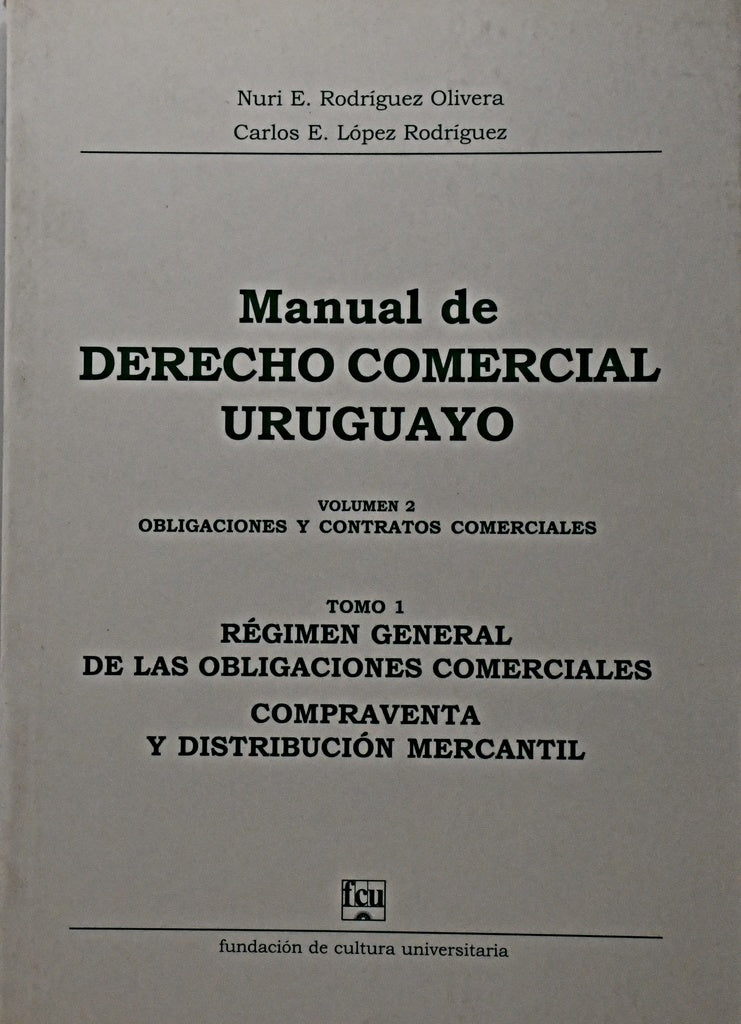 Nuri E. Rodríguez Olivera
Carlos E. López Rodríguez
Manual de
DERECHO COMERCIAL
URUGUAYO
VOLUMEN 2
OBLIGACIONES Y CONTRATOS COMERCIALES
TOMO 1
RÉGIMEN GENERAL
DE LAS OBLIGACIONES COMERCIALES
COMPRAVENTA
Y DISTRIBUCIÓN MERCANTIL
fcu
fundación de cultura universitaria